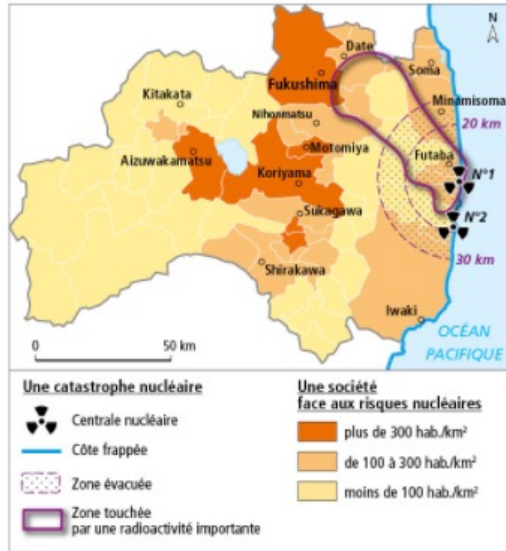 N
Date
Soma
Fukushima
Kitakata
Minamisoma
Nihonmatsu
20 km
Motomiya
Futaba
N°1
Aizuwakamatsu
Koriyama
N°2
Sukagawa
Shirakawa
30 km
Iwaki
OCÉAN
PACIFIQUE
0 50 km
Une catastrophe nucléaire
Centrale nucléaire
Côte frappée
Zone évacuée
Zone touchée
par une radioactivité importante
Une société
face aux risques nucléaires
plus de 300 hab./km²
de 100 à 300 hab./km²
moins de 100 hab./km²